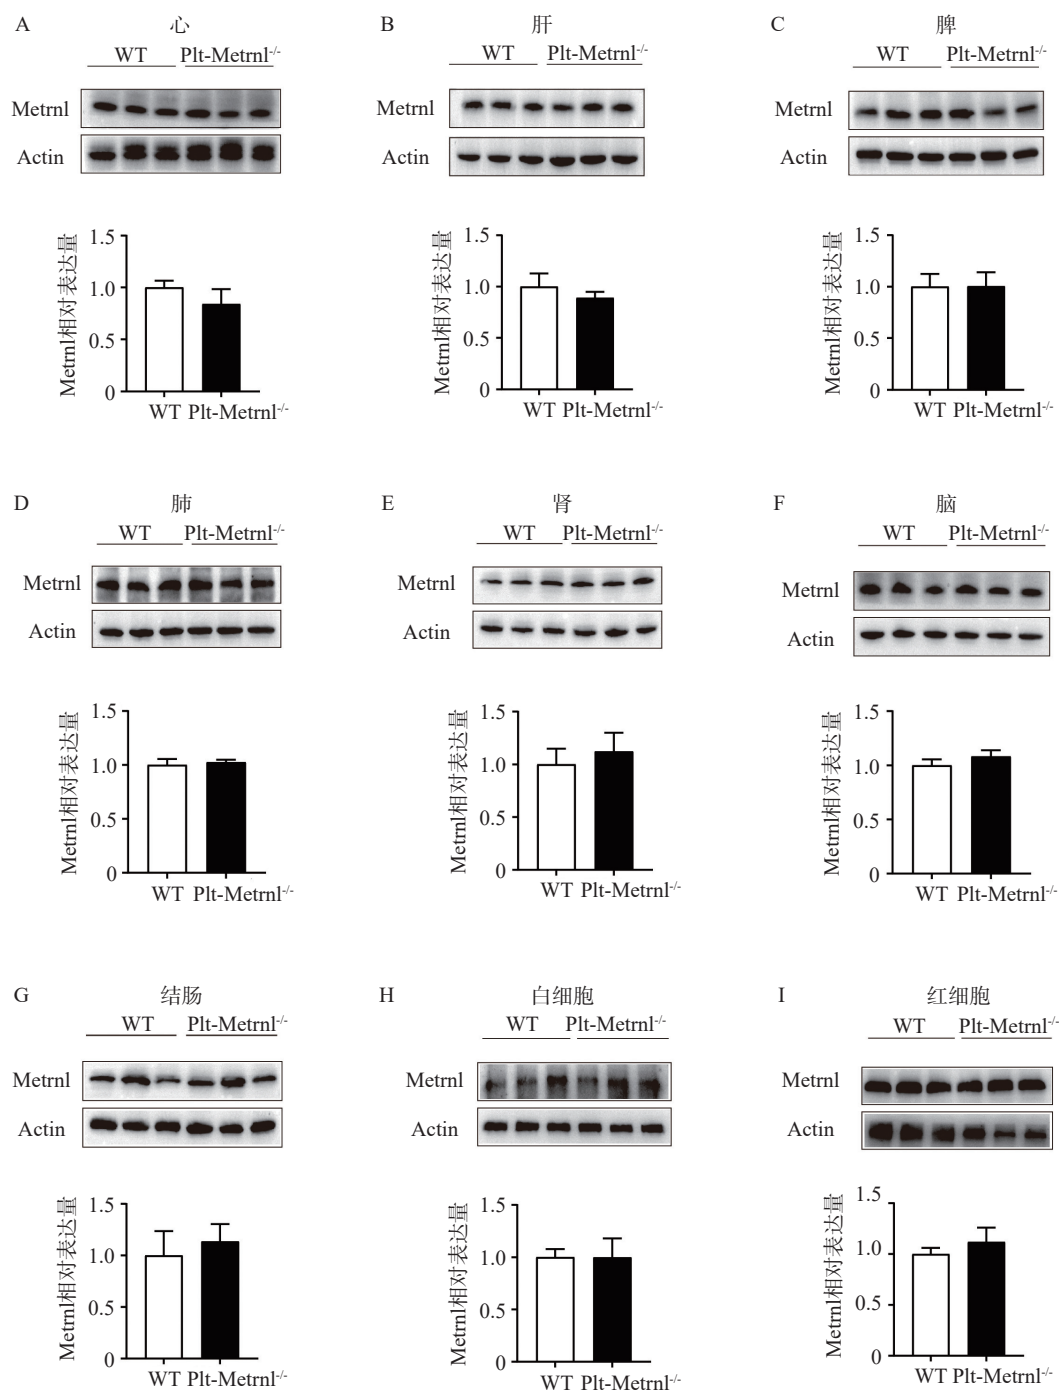 A 心
WT Plt-Metrnl-/-
Metrnl
Actin
Metrnl相对表达量
1.5
1.0
0.5
0
WT Plt-Metrnl-/-
B 肝
WT Plt-Metrnl-/-
Metrnl
Actin
Metrnl相对表达量
1.5
1.0
0.5
0
WT Plt-Metrnl-/-
C 脾
WT Plt-Metrnl-/-
Metrnl
Actin
Metrnl相对表达量
1.5
1.0
0.5
0
WT Plt-Metrnl-/-
D 肺
WT Plt-Metrnl-/-
Metrnl
Actin
Metrnl相对表达量
1.5
1.0
0.5
0
WT Plt-Metrnl-/-
E 肾
WT Plt-Metrnl-/-
Metrnl
Actin
Metrnl相对表达量
1.5
1.0
0.5
0
WT Plt-Metrnl-/-
F 脑
WT Plt-Metrnl-/-
Metrnl
Actin
Metrnl相对表达量
1.5
1.0
0.5
0
WT Plt-Metrnl-/-
G 结肠
WT Plt-Metrnl-/-
Metrnl
Actin
Metrnl相对表达量
1.5
1.0
0.5
0
WT Plt-Metrnl-/-
H 白细胞
WT Plt-Metrnl-/-
Metrnl
Actin
Metrnl相对表达量
1.5
1.0
0.5
0
WT Plt-Metrnl-/-
I 红细胞
WT Plt-Metrnl-/-
Metrnl
Actin
Metrnl相对表达量
1.5
1.0
0.5
0
WT Plt-Metrnl-/-